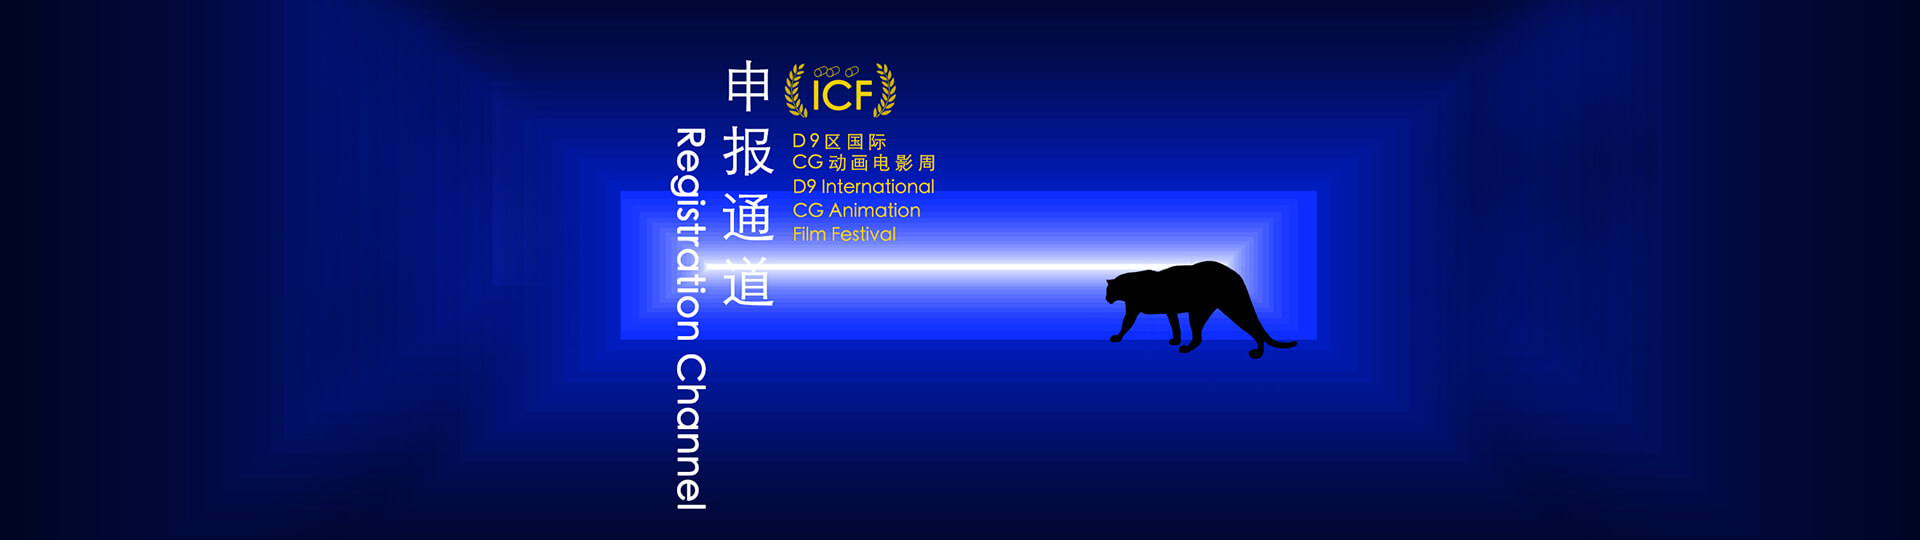 申报通道
Registration Channel
ICF
D9区国际
CG动画电影周
D9 International
CG Animation
Film Festival